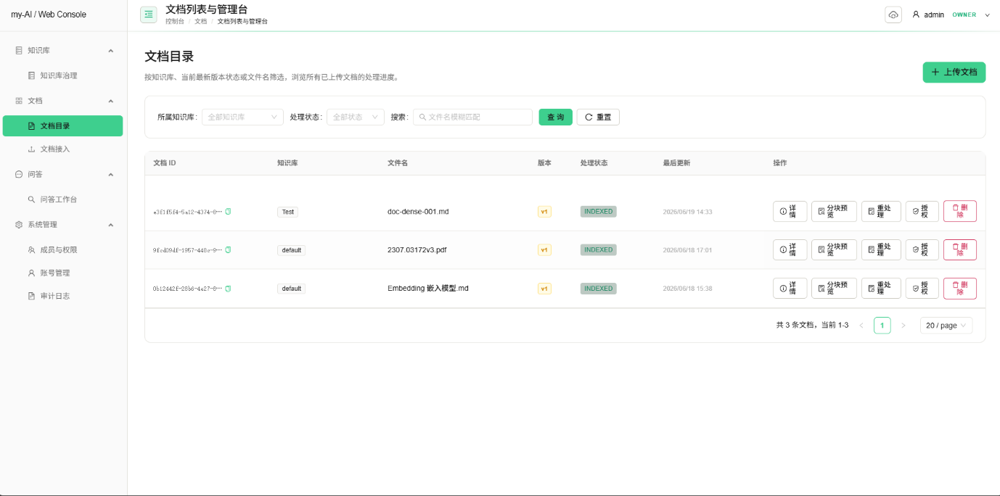 my-AI / Web Console
文档列表与管理台
控制台 / 文档 / 文档列表与管理台
admin OWNER
知识库
知识库治理
文档
文档目录
文档接入
问答
问答工作台
系统管理
成员与权限
账号管理
审计日志
文档目录
按知识库、当前最新版本状态或文件名筛选，浏览所有已上传文档的处理进度。
上传文档
所属知识库: 全部知识库 处理状态: 全部状态 搜索: 文件名模糊匹配 查 询 重置
文档 ID 知识库 文件名 版本 处理状态 最后更新 操作
Test doc-dense-001.md v1 INDEXED 2026/06/19 14:33 详情 分块预览 重处理 授权 删除
default 2307.03172v3.pdf v1 INDEXED 2026/06/18 17:01 详情 分块预览 重处理 授权 删除
default Embedding 嵌入模型.md v1 INDEXED 2026/06/18 15:38 详情 分块预览 重处理 授权 删除
共 3 条文档，当前 1-3 1 20 / page